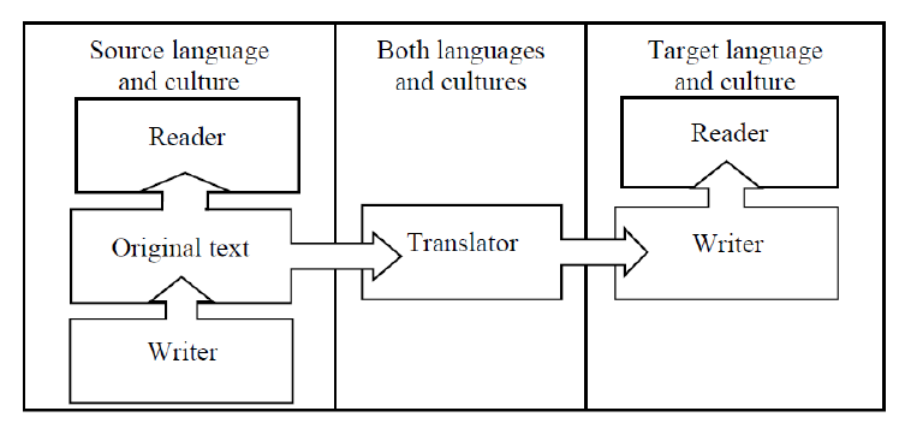 Source language
and culture
Reader
Original text
Writer
Both languages
and cultures
Translator
Target language
and culture
Reader
Writer